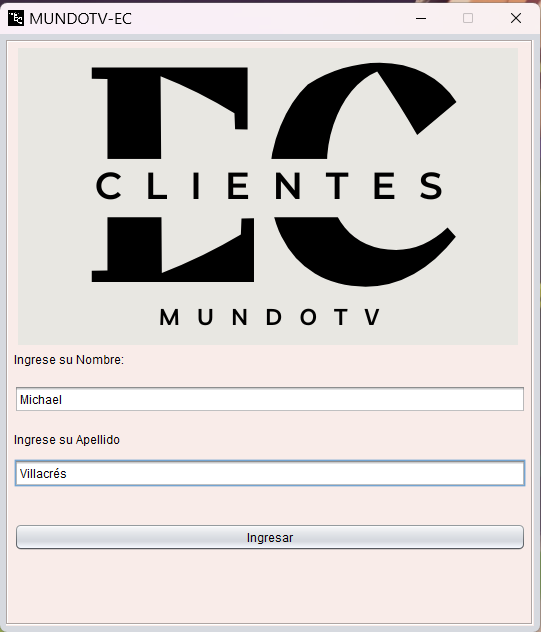 MUNDOTV-EC
EC
CLIENTES
MUNDOTV
Ingrese su Nombre:
Michael
Ingrese su Apellido
Villacrés
Ingresar